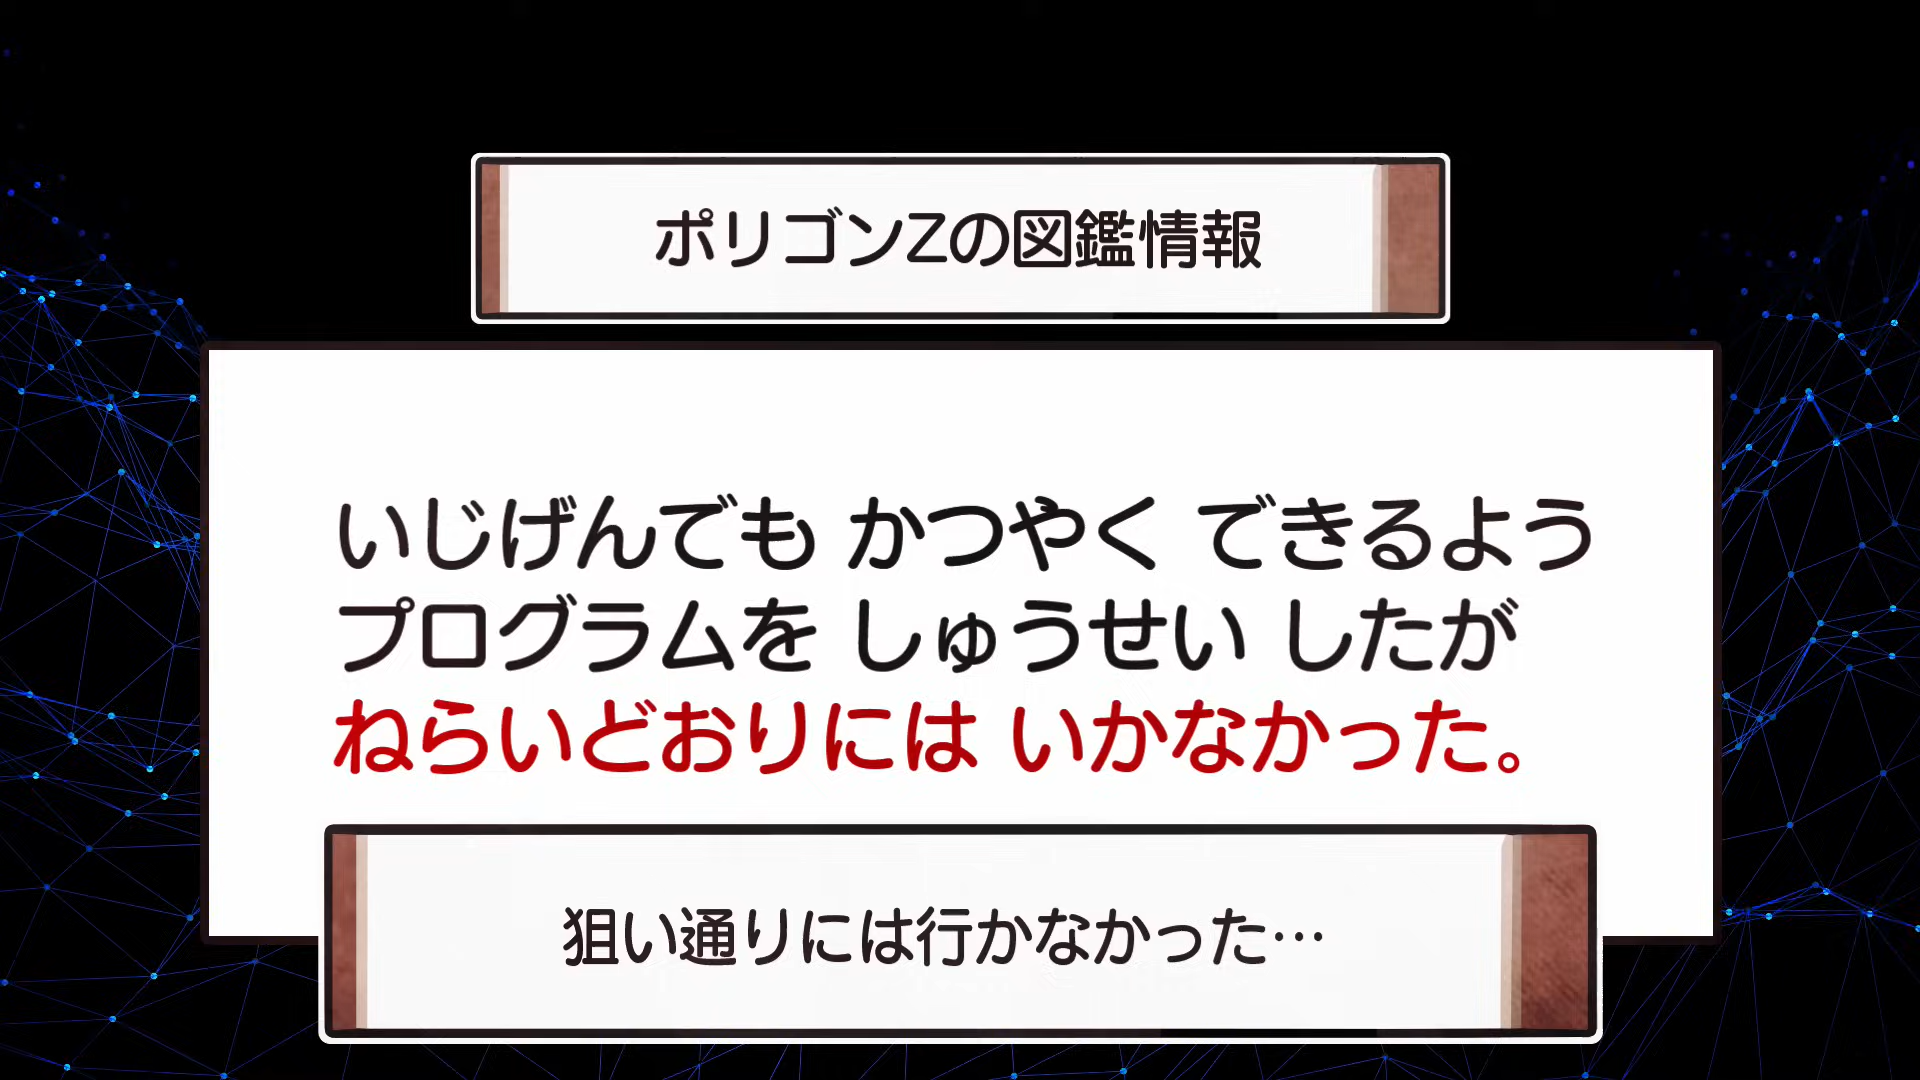 ポリゴンZの図鑑情報
いじげんでも かつやく できるよう
プログラムを しゅうせい したが
ねらいどおりには いかなかった。
狙い通りには行かなかった…